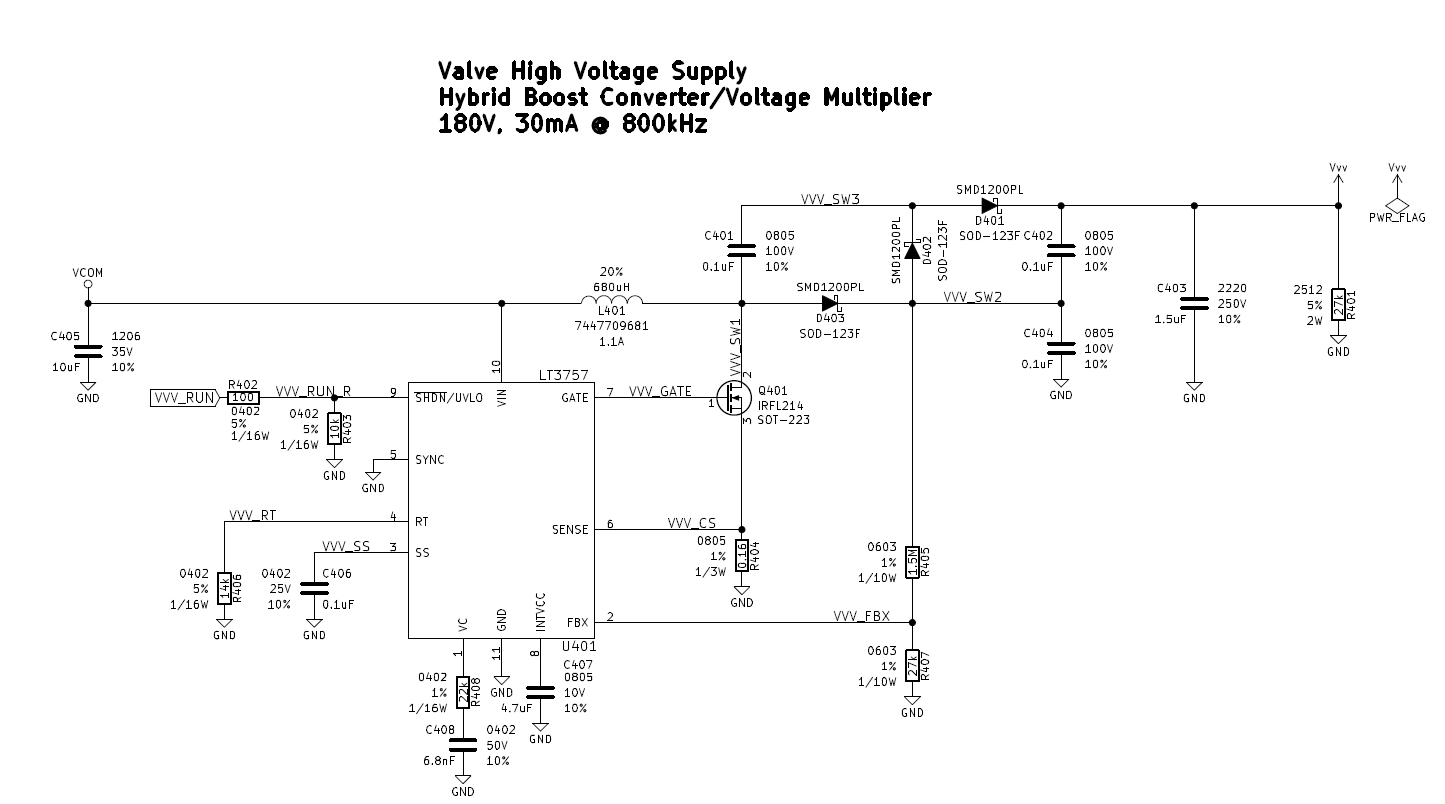 Valve High Voltage Supply
Hybrid Boost Converter/Voltage Multiplier
180V, 30mA @ 800kHz
Vvv
Vvv
PWR_FLAG
VVV_SW3
SMD1200PL
D401
SOD-123F
C401
0805
100V
0.1uF
10%
SMD1200PL
D402
SOD-123F
C402
0805
100V
0.1uF
10%
VCOM
20%
680uH
L401
7447709681
1.1A
SMD1200PL
D403
SOD-123F
VVV_SW2
C403
2220
250V
1.5uF
10%
2512
5%
2W
27k
R401
GND
C405
1206
35V
10uF
10%
GND
VVV_SW1
C404
0805
100V
0.1uF
10%
GND
GND
VVV_RUN
R402
100
0402
5%
1/16W
VVV_RUN_R
0402
5%
1/16W
10k
R403
GND
9
10
LT3757
SHDN/UVLO
VIN
GATE
7
VVV_GATE
1
2
3
Q401
IRFL214
SOT-223
5
SYNC
GND
VVV_RT
4
RT
VVV_SS
3
SS
SENSE
6
VVV_CS
0805
1%
1/3W
0.16
R404
GND
0603
1%
1/10W
1.5M
R405
0402
5%
1/16W
14k
R406
GND
0402
25V
10%
C406
0.1uF
GND
VC
GND
INTVCC
FBX
2
VVV_FBX
U401
1
11
8
0603
1%
1/10W
27k
R407
GND
0402
1%
1/16W
22k
R408
GND
C407
0805
10V
4.7uF
10%
GND
C408
0402
50V
6.8nF
10%
GND